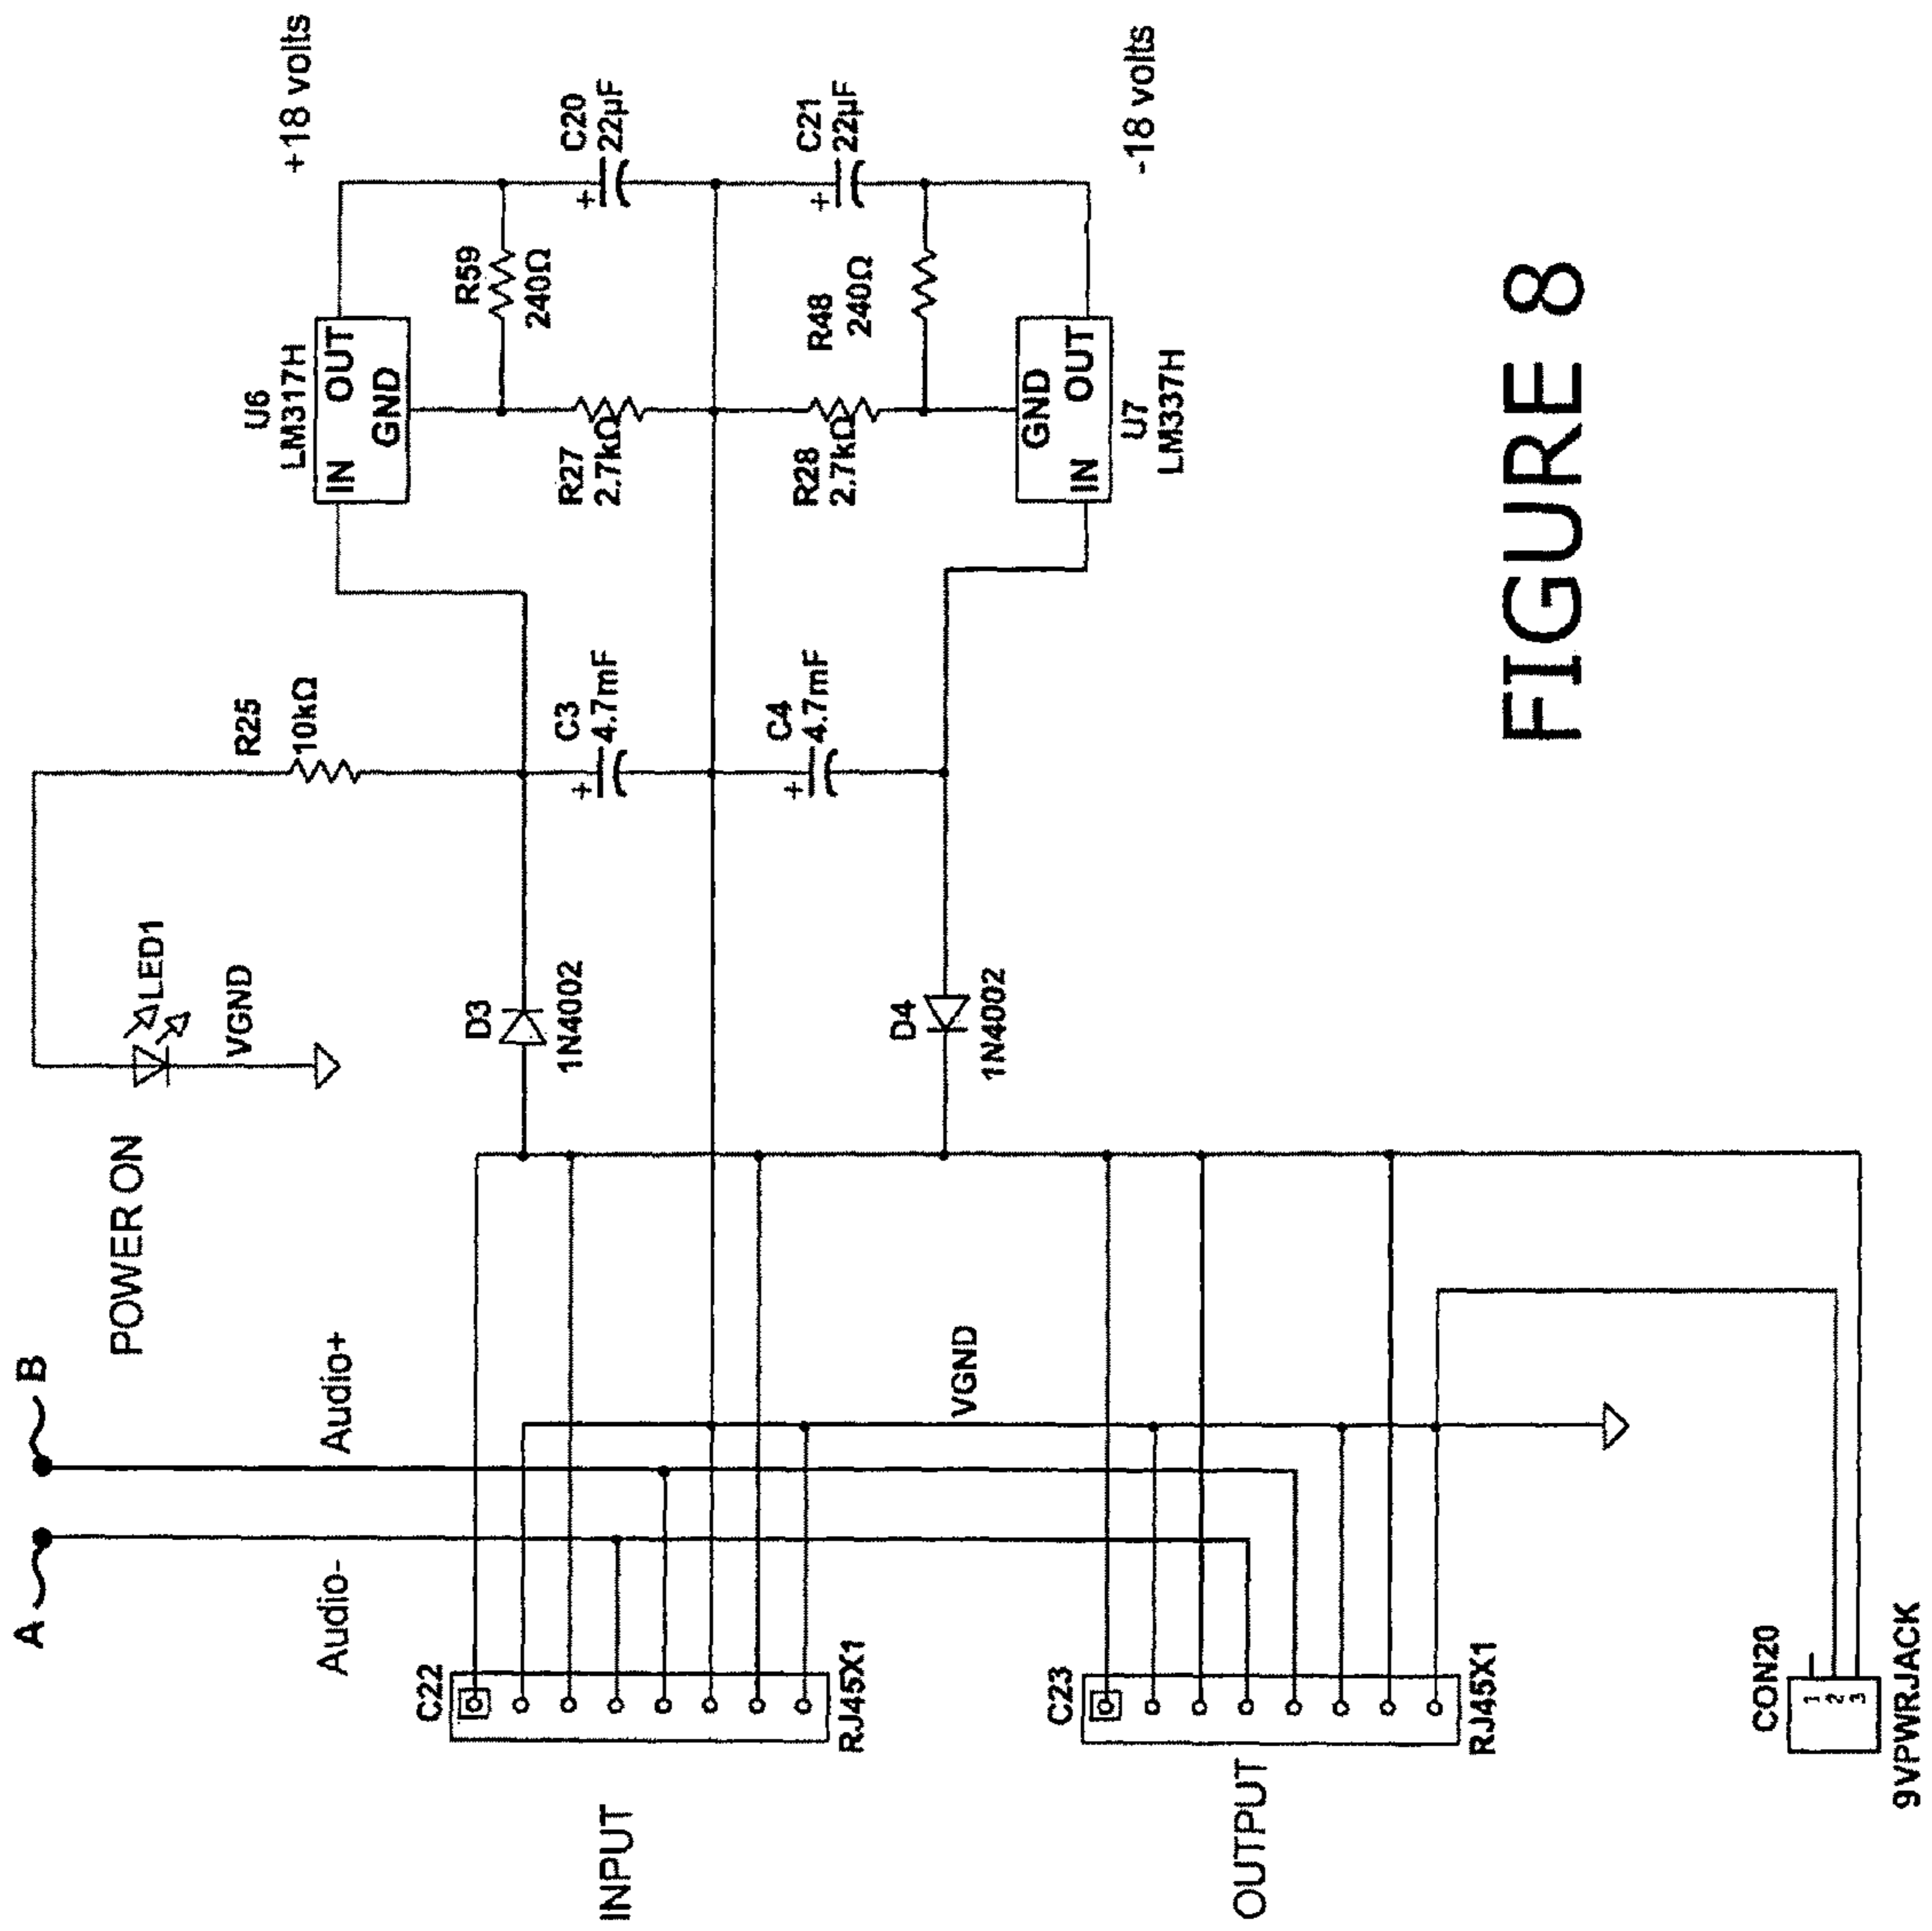 A
B
Audio-
Audio+
POWER ON
LED1
VGND
R25
10kΩ
U6
LM317H
IN
OUT
GND
+18 volts
R59
240Ω
C20
22µF
+
R27
2.7kΩ
D3
1N4002
C3
4.7mF
+
C22
RJ45X1
INPUT
C4
4.7mF
+
R28
2.7kΩ
R48
240Ω
C21
22µF
+
D4
1N4002
VGND
GND
IN
OUT
U7
LM337H
-18 volts
C23
RJ45X1
OUTPUT
CON20
1
2
3
9VPWRJACK
FIGURE 8